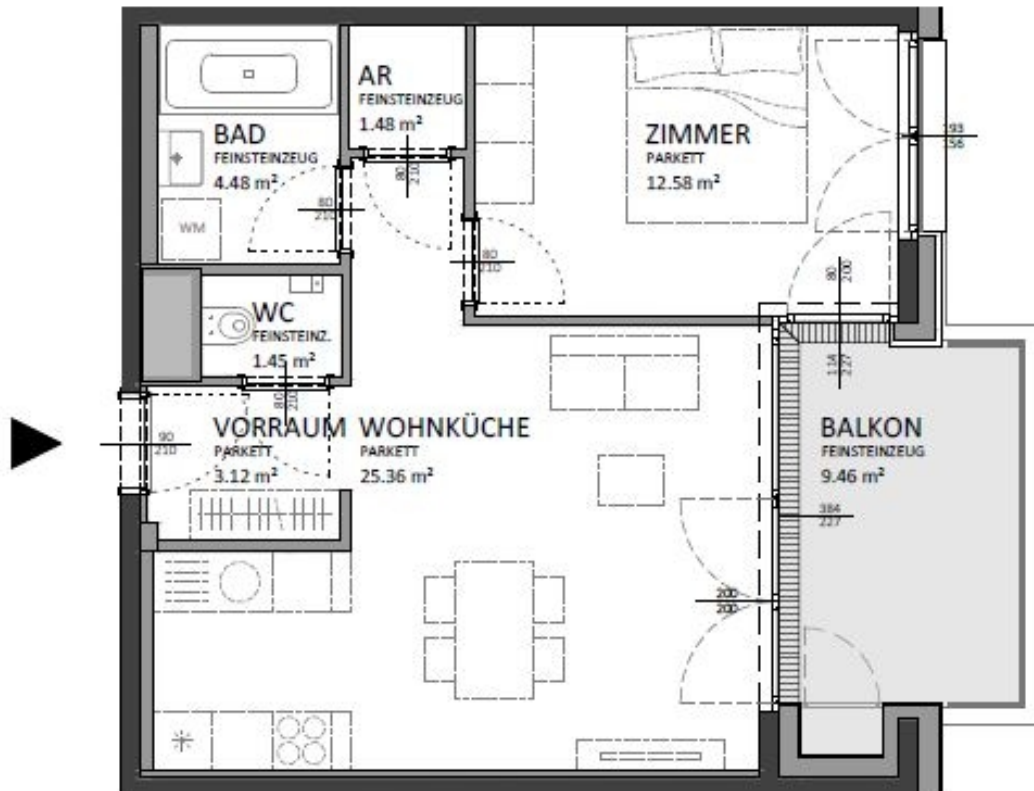 AR
FEINSTEINZEUG
1.48 m²
BAD
FEINSTEINZEUG
4.48 m²
ZIMMER
PARKETT
12.58 m²
193
156
80
210
80
210
80
210
WM
80
200
WC
FEINSTEINZ.
1.45 m²
80
210
114
227
90
210
VORRAUM
PARKETT
3.12 m²
WOHNKÜCHE
PARKETT
25.36 m²
BALKON
FEINSTEINZEUG
9.46 m²
384
227
200
200